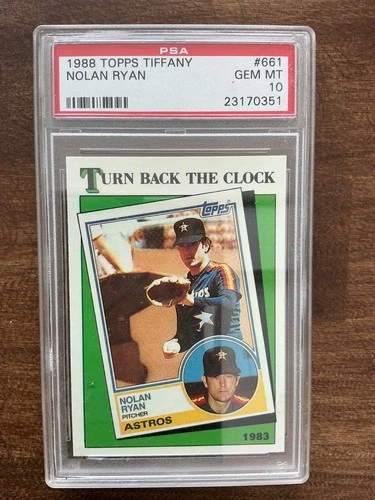 PSA
1988 TOPPS TIFFANY #661
NOLAN RYAN GEM MT
10
23170351
TURN BACK THE CLOCK
topps
NOLAN
RYAN
PITCHER
ASTROS
1983